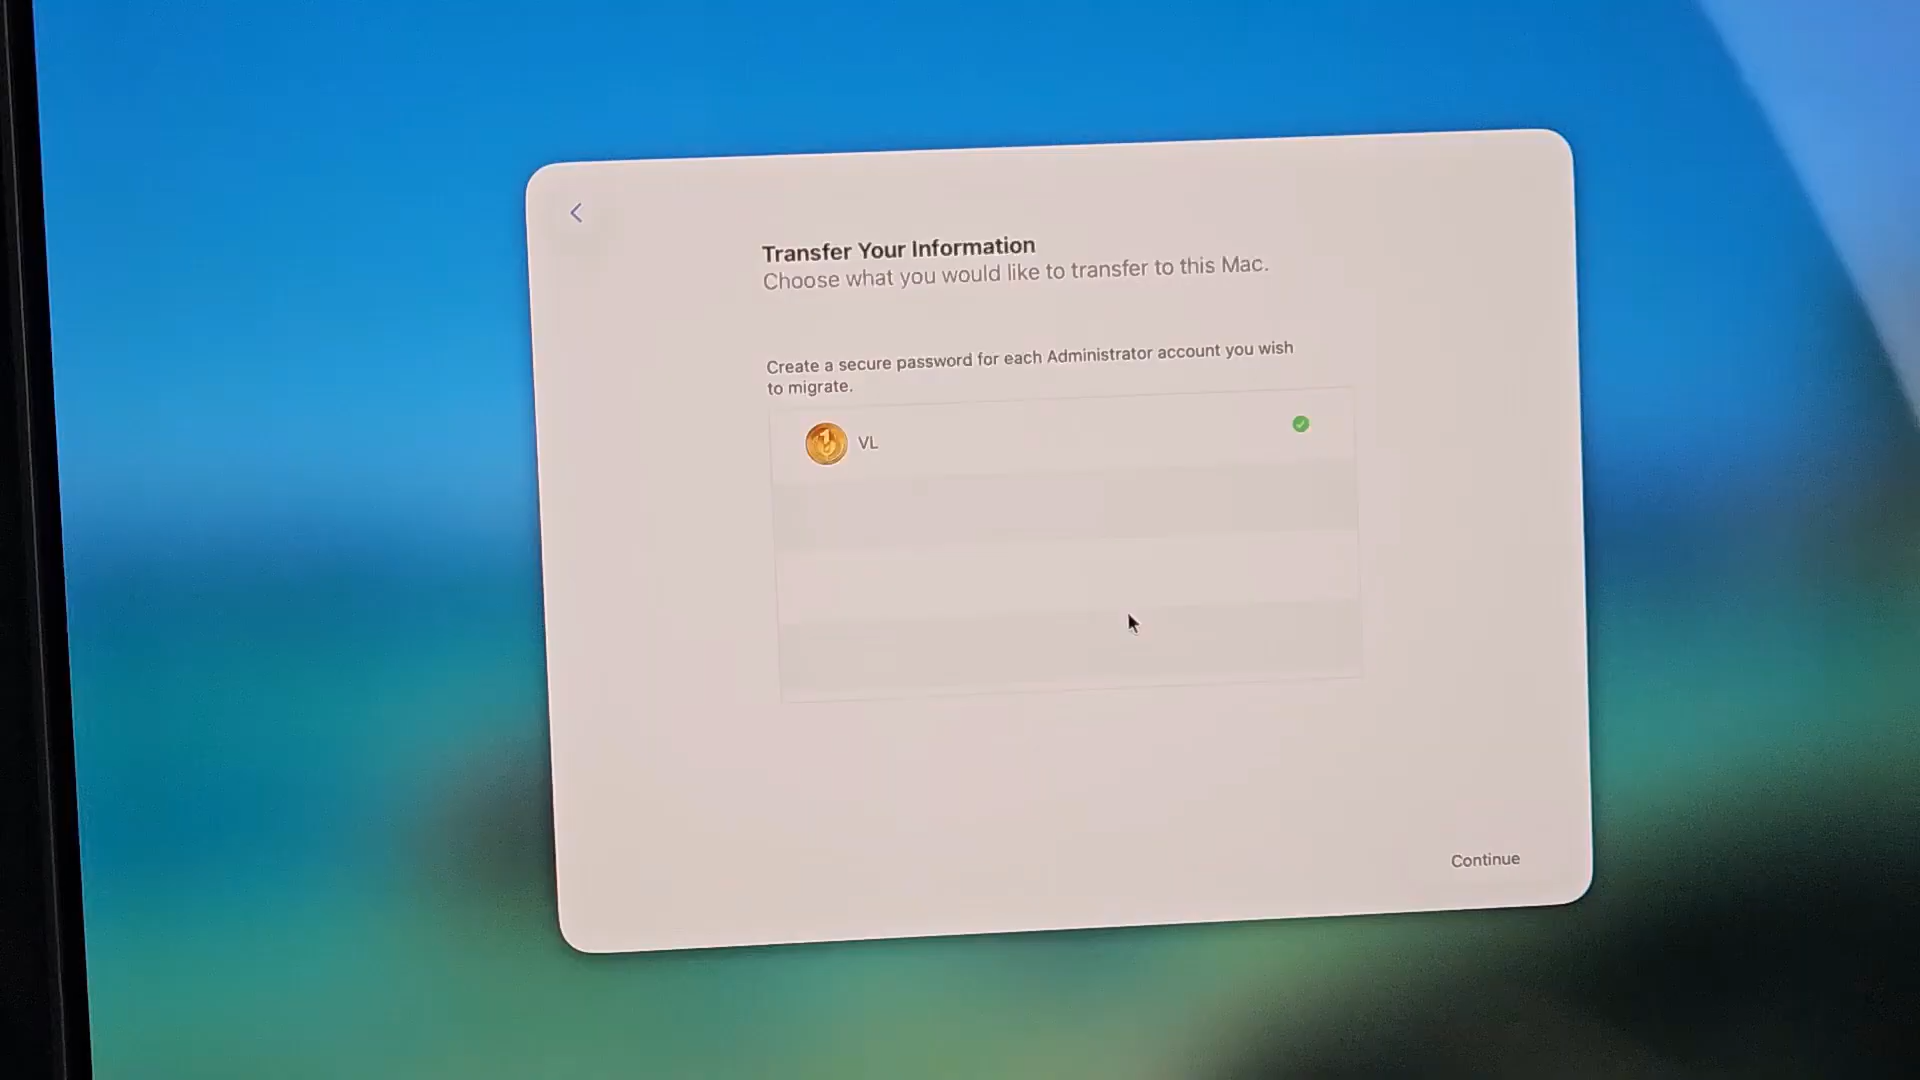 Transfer Your Information
Choose what you would like to transfer to this Mac.
Create a secure password for each Administrator account you wish
to migrate.
VL
Continue